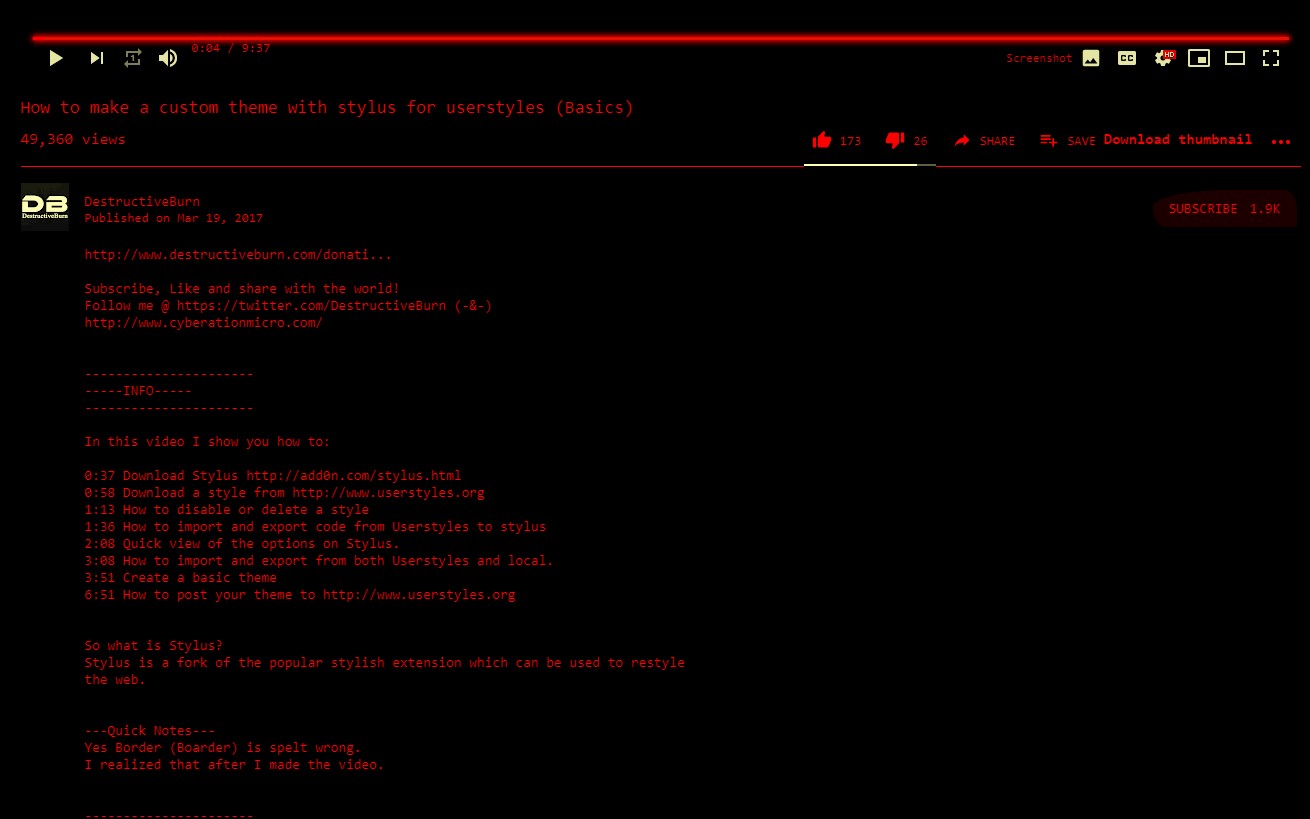 0:04 / 9:37
Screenshot
CC
HD
How to make a custom theme with stylus for userstyles (Basics)
49,360 views
173 26 SHARE SAVE Download thumbnail
DB
DestructiveBurn
DestructiveBurn
Published on Mar 19, 2017
SUBSCRIBE 1.9K
http://www.destructiveburn.com/donati...
Subscribe, Like and share with the world!
Follow me @ https://twitter.com/DestructiveBurn (-&-)
http://www.cyberationmicro.com/
----------------------
-----INFO-----
----------------------
In this video I show you how to:
0:37 Download Stylus http://add0n.com/stylus.html
0:58 Download a style from http://www.userstyles.org
1:13 How to disable or delete a style
1:36 How to import and export code from Userstyles to stylus
2:08 Quick view of the options on Stylus.
3:08 How to import and export from both Userstyles and local.
3:51 Create a basic theme
6:51 How to post your theme to http://www.userstyles.org
So what is Stylus?
Stylus is a fork of the popular stylish extension which can be used to restyle
the web.
---Quick Notes---
Yes Border (Boarder) is spelt wrong.
I realized that after I made the video.
----------------------